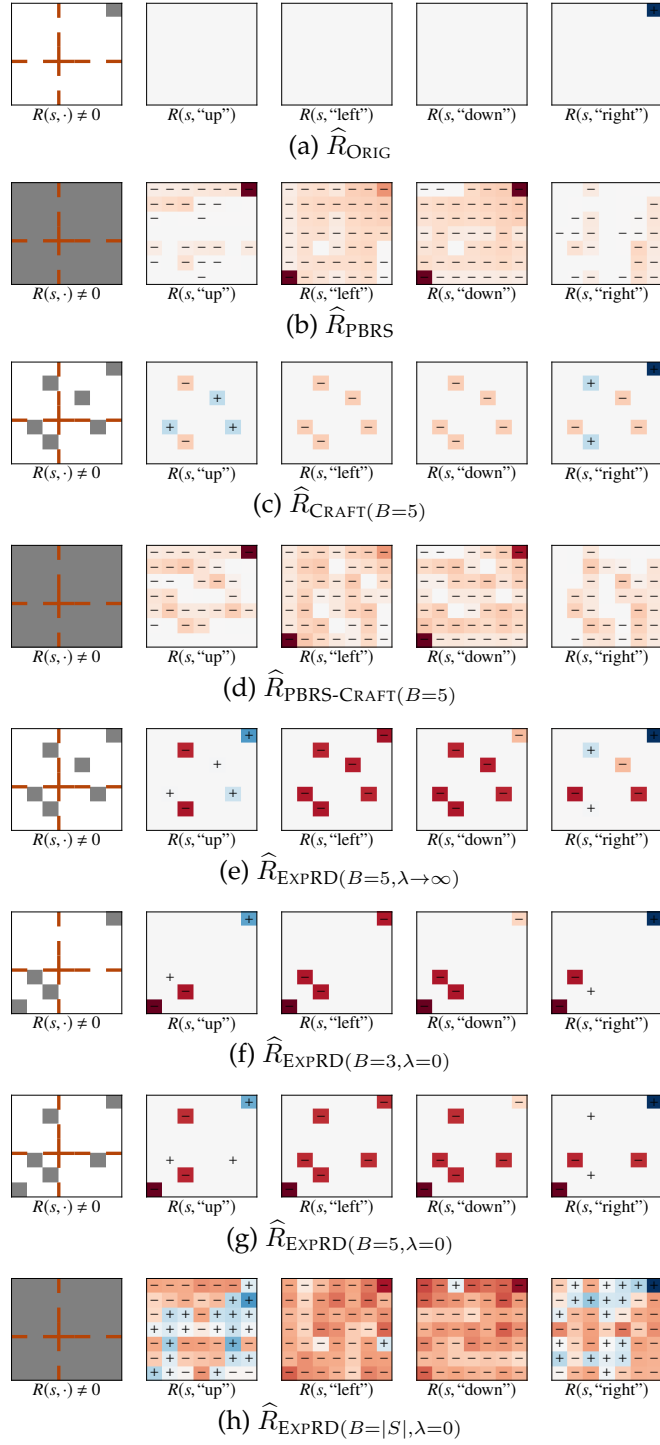 R(s, ·) ≠ 0 R(s, “up”) R(s, “left”) R(s, “down”) R(s, “right”)
(a) R̂ORIG
R(s, ·) ≠ 0 R(s, “up”) R(s, “left”) R(s, “down”) R(s, “right”)
(b) R̂PBRS
R(s, ·) ≠ 0 R(s, “up”) R(s, “left”) R(s, “down”) R(s, “right”)
(c) R̂CRAFT(B=5)
R(s, ·) ≠ 0 R(s, “up”) R(s, “left”) R(s, “down”) R(s, “right”)
(d) R̂PBRS-CRAFT(B=5)
R(s, ·) ≠ 0 R(s, “up”) R(s, “left”) R(s, “down”) R(s, “right”)
(e) R̂EXPRD(B=5,λ→∞)
R(s, ·) ≠ 0 R(s, “up”) R(s, “left”) R(s, “down”) R(s, “right”)
(f) R̂EXPRD(B=3,λ=0)
R(s, ·) ≠ 0 R(s, “up”) R(s, “left”) R(s, “down”) R(s, “right”)
(g) R̂EXPRD(B=5,λ=0)
R(s, ·) ≠ 0 R(s, “up”) R(s, “left”) R(s, “down”) R(s, “right”)
(h) R̂EXPRD(B=|S|,λ=0)